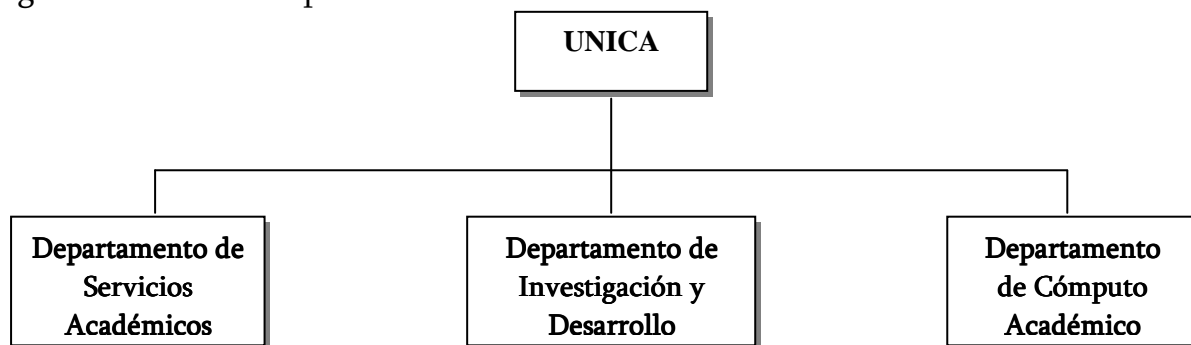 UNICA
Departamento de
Servicios
Académicos
Departamento de
Investigación y
Desarrollo
Departamento
de Cómputo
Académico